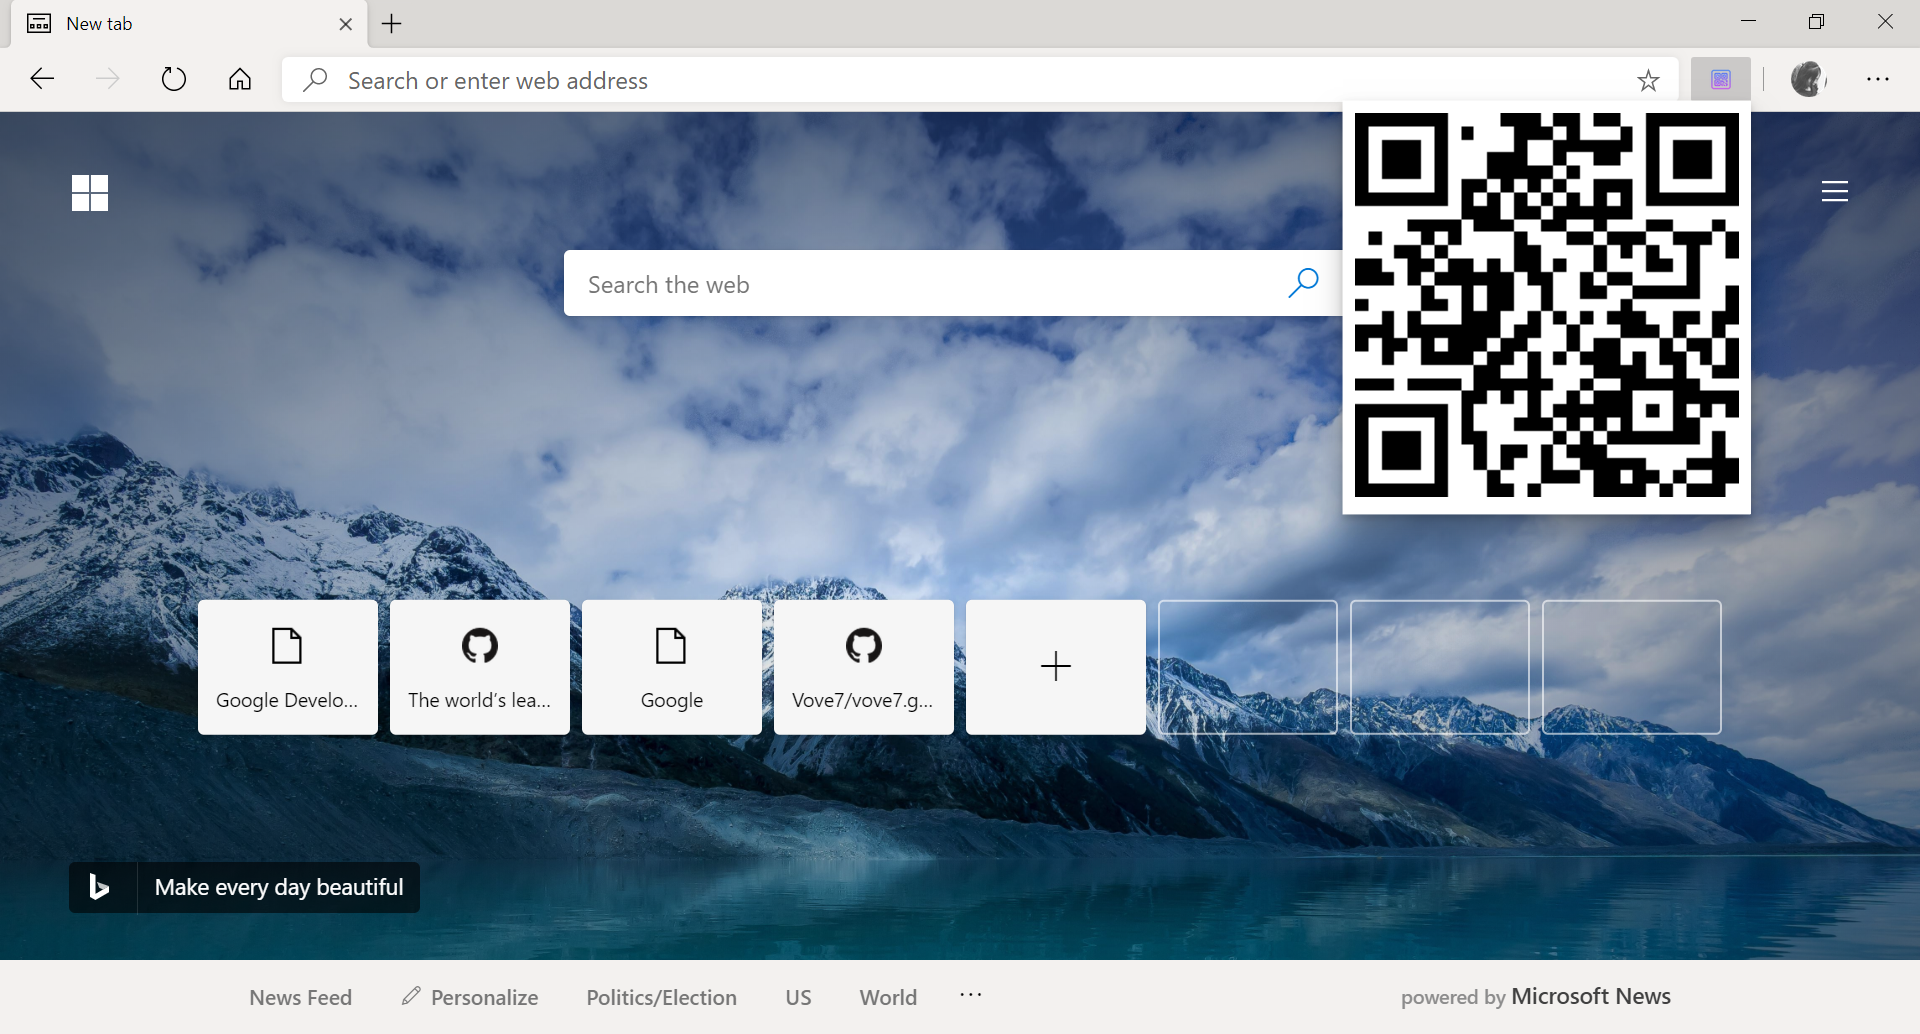 New tab
Search or enter web address
Search the web
Google Develo...
The world's lea...
Google
Vove7/vove7.g...
Make every day beautiful
News Feed
Personalize
Politics/Election
US
World
powered by Microsoft News